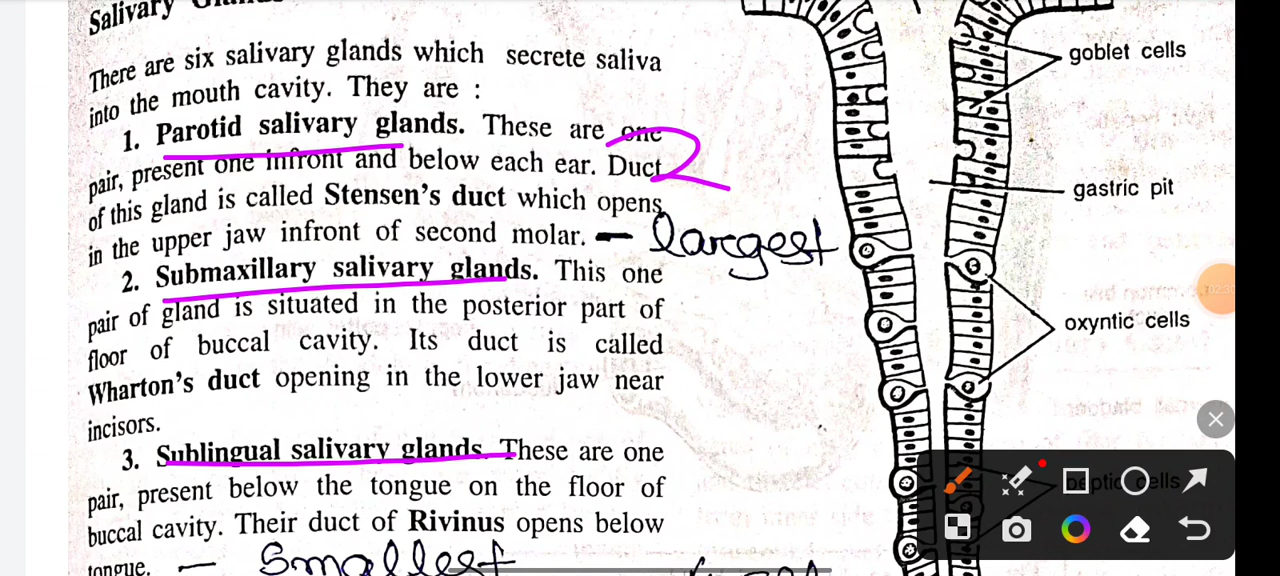 Salivary Glands
There are six salivary glands which secrete saliva
into the mouth cavity. They are :
1. Parotid salivary glands. These are one
pair, present one infront and below each ear. Duct
2
of this gland is called Stensen's duct which opens
in the upper jaw infront of second molar. – largest
2. Submaxillary salivary glands. This one
pair of gland is situated in the posterior part of
floor of buccal cavity. Its duct is called
Wharton's duct opening in the lower jaw near
incisors.
3. Sublingual salivary glands. These are one
pair, present below the tongue on the floor of
buccal cavity. Their duct of Rivinus opens below
tongue. – Smallest
goblet cells
gastric pit
oxyntic cells
peptic cells